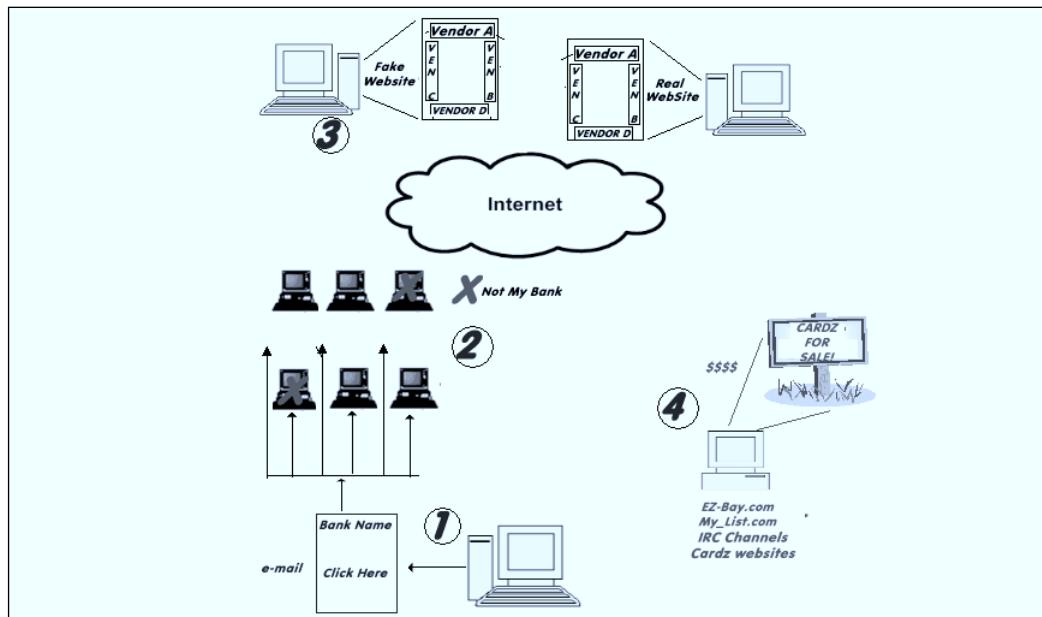 Vendor A
Fake
Website
VEN C
VEN B
VENDOR D
3
Vendor A
VEN C
VEN B
VENDOR D
Real
WebSite
Internet
X Not My Bank
2
CARDZ
FOR
SALE!
$$$$
4
EZ-Bay.com
My_List.com
IRC Channels
Cardz websites
1
Bank Name
e-mail
Click Here